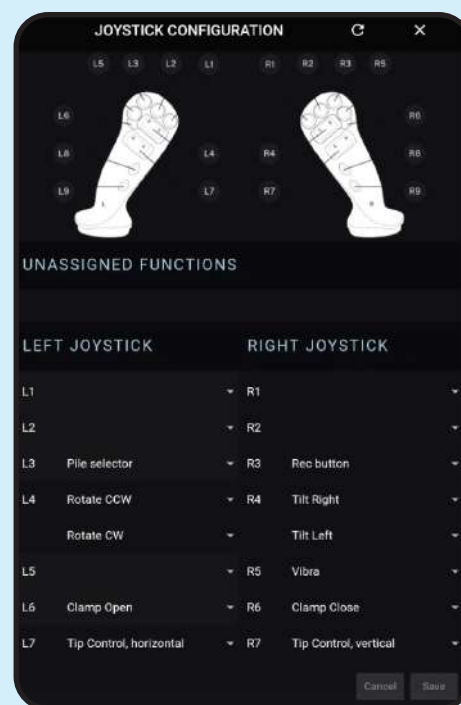 JOYSTICK CONFIGURATION
L5 L3 L2 L1 R1 R2 R3 R5
L6 R6
L8 L4 R4 R8
L9 L7 R7 R9
L R
UNASSIGNED FUNCTIONS
LEFT JOYSTICK RIGHT JOYSTICK
L1 R1
L2 R2
L3 Pile selector R3 Rec button
L4 Rotate CCW R4 Tilt Right
Rotate CW Tilt Left
L5 R5 Vibra
L6 Clamp Open R6 Clamp Close
L7 Tip Control, horizontal R7 Tip Control, vertical
Cancel Save